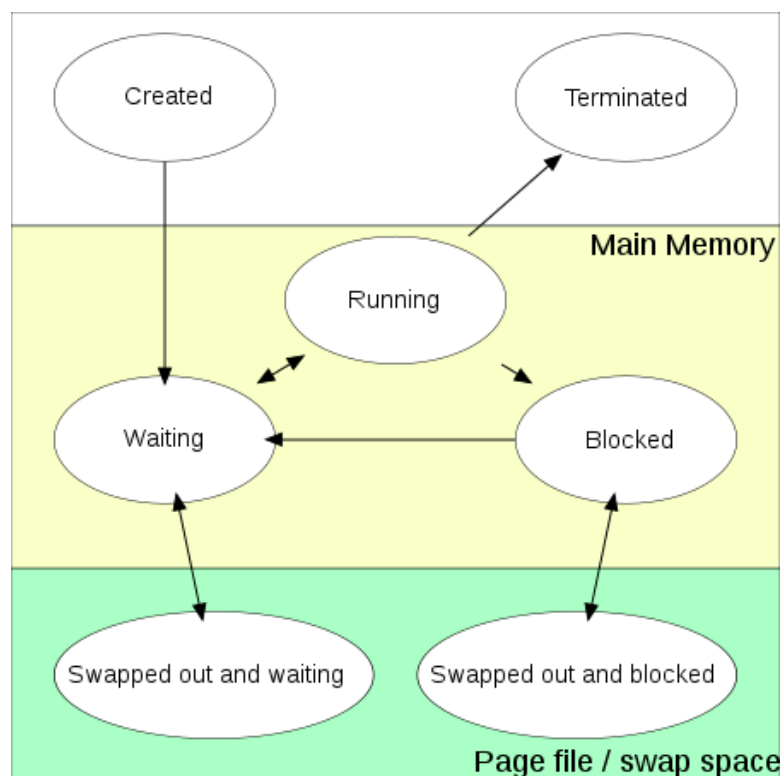 Created
Terminated
Main Memory
Running
Waiting
Blocked
Swapped out and waiting
Swapped out and blocked
Page file / swap space